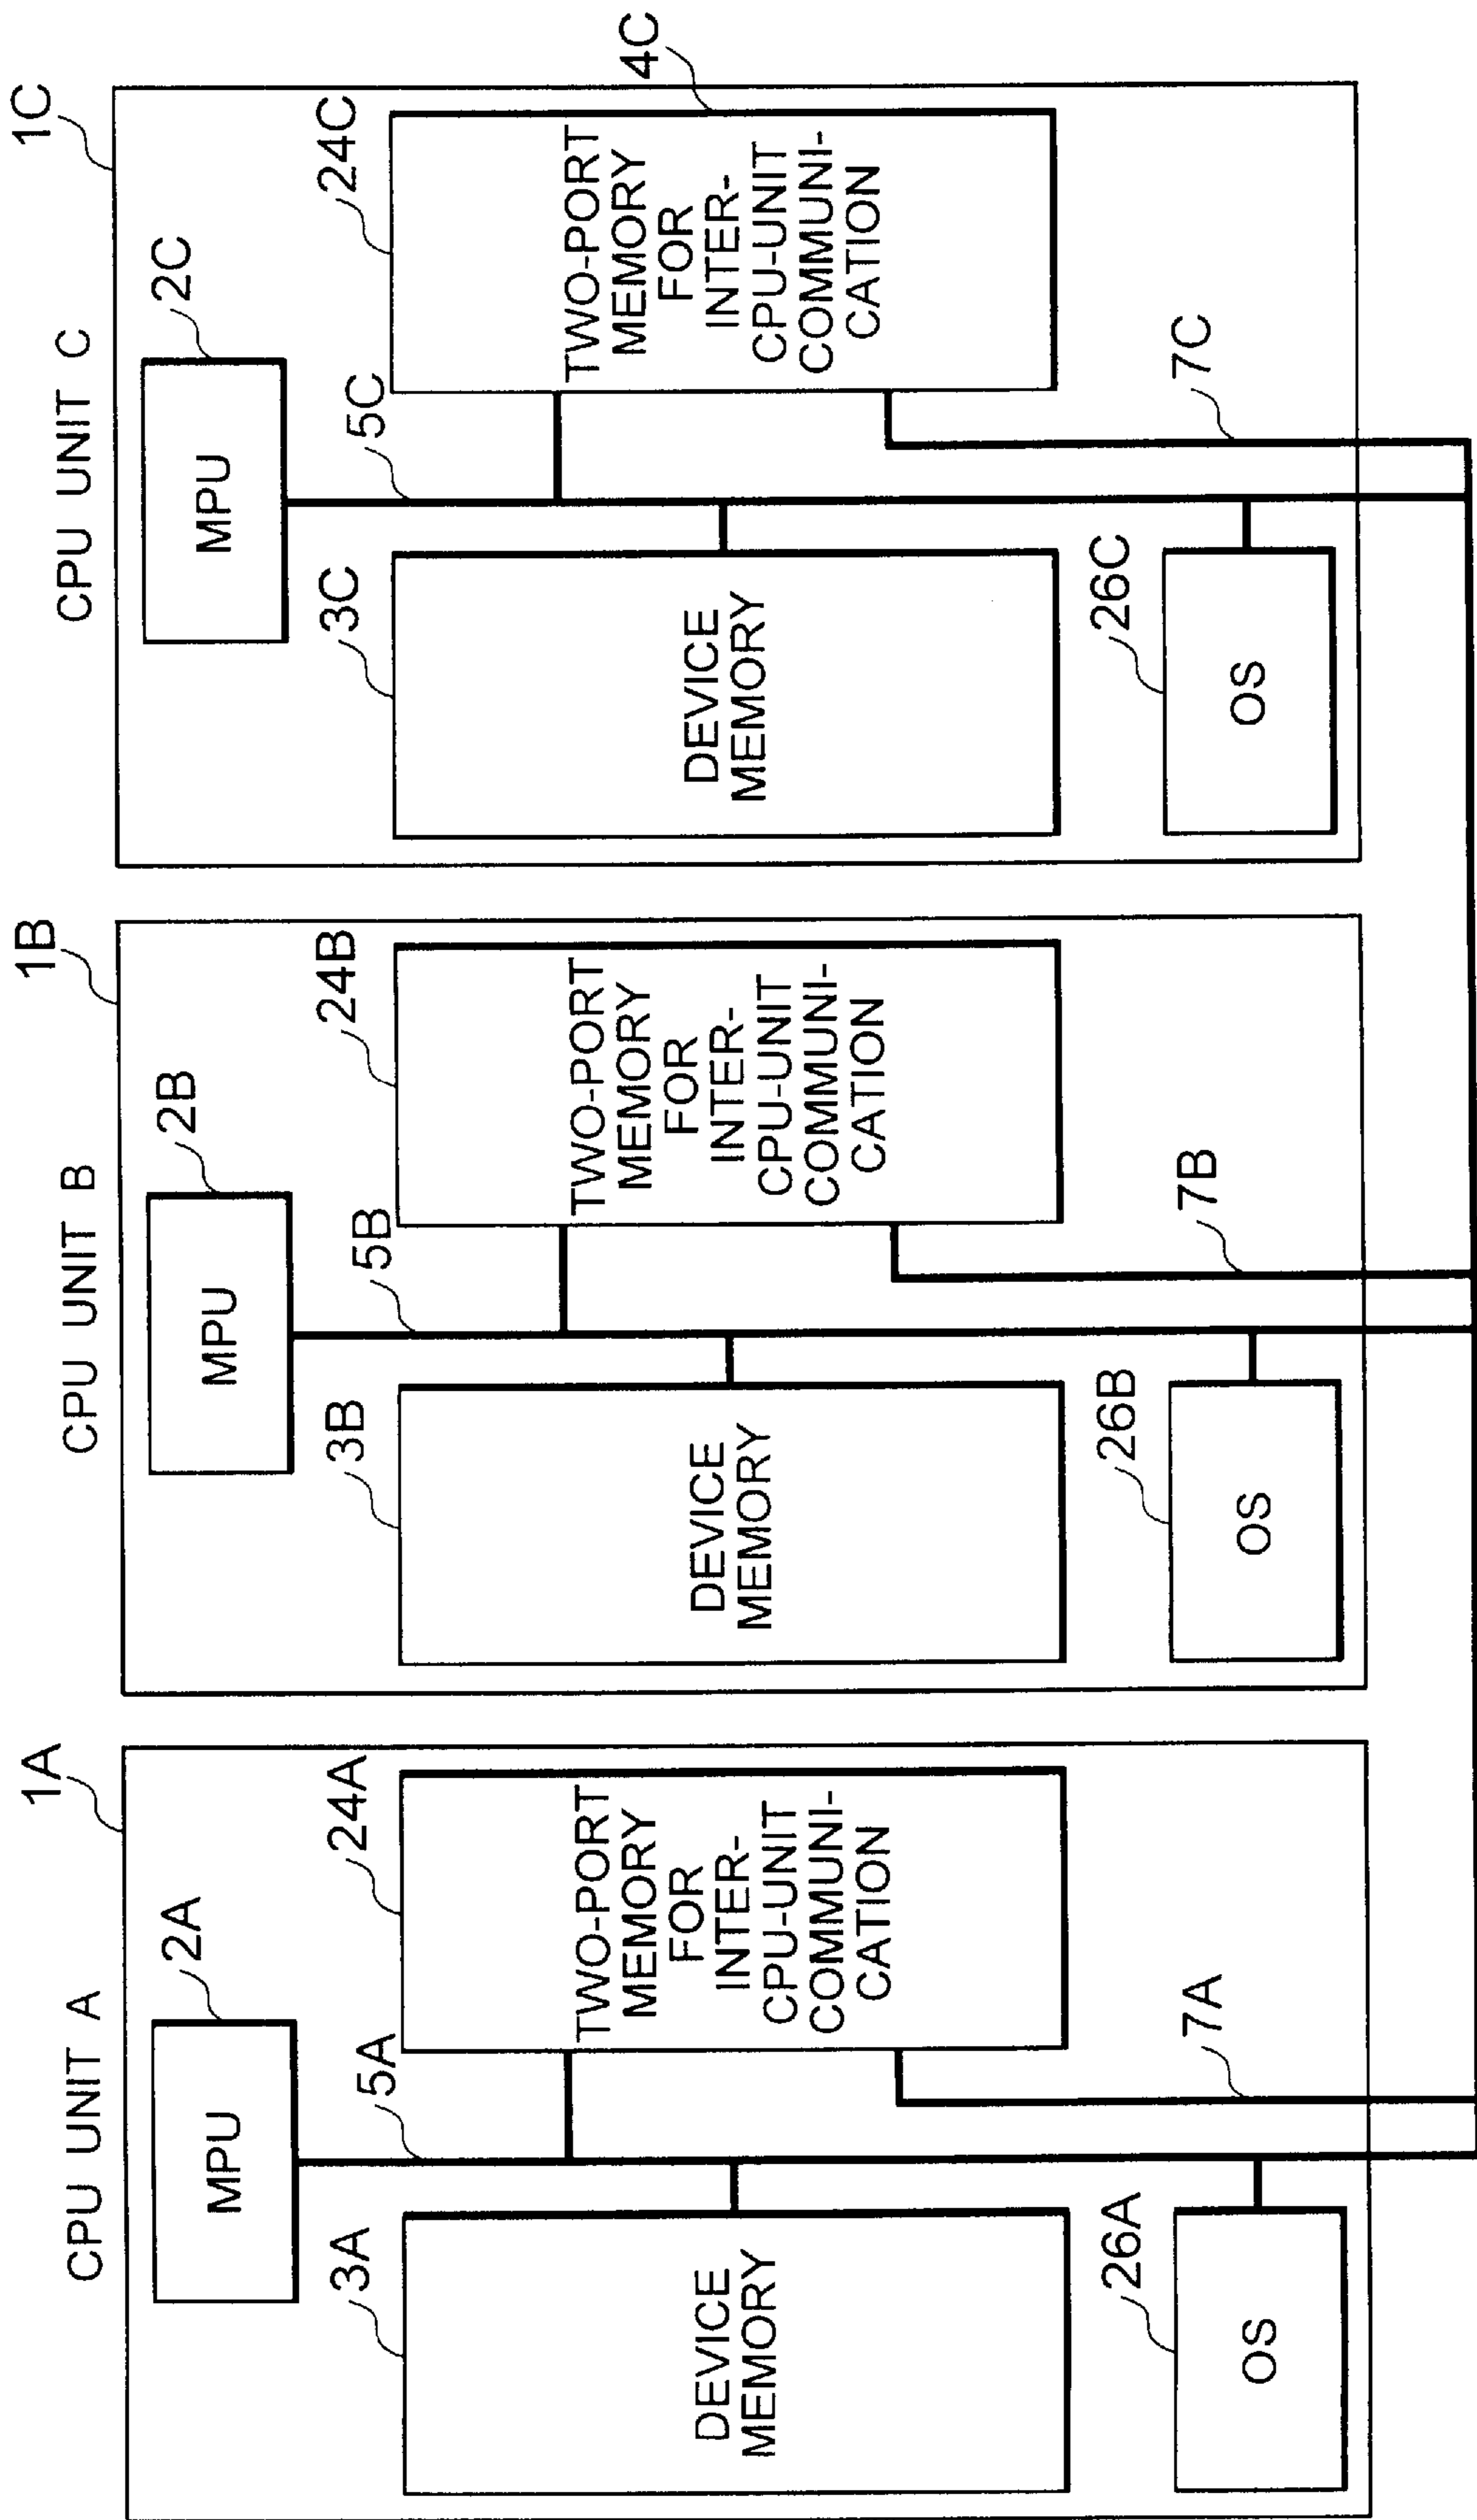 CPU UNIT A
1A
2A
MPU
5A
3A
DEVICE
MEMORY
24A
TWO-PORT
MEMORY
FOR
INTER-
CPU-UNIT
COMMUNI-
CATION
26A
OS
7A
CPU UNIT B
1B
2B
MPU
5B
3B
DEVICE
MEMORY
24B
TWO-PORT
MEMORY
FOR
INTER-
CPU-UNIT
COMMUNI-
CATION
26B
OS
7B
CPU UNIT C
1C
2C
MPU
5C
3C
DEVICE
MEMORY
24C
TWO-PORT
MEMORY
FOR
INTER-
CPU-UNIT
COMMUNI-
CATION
4C
26C
OS
7C